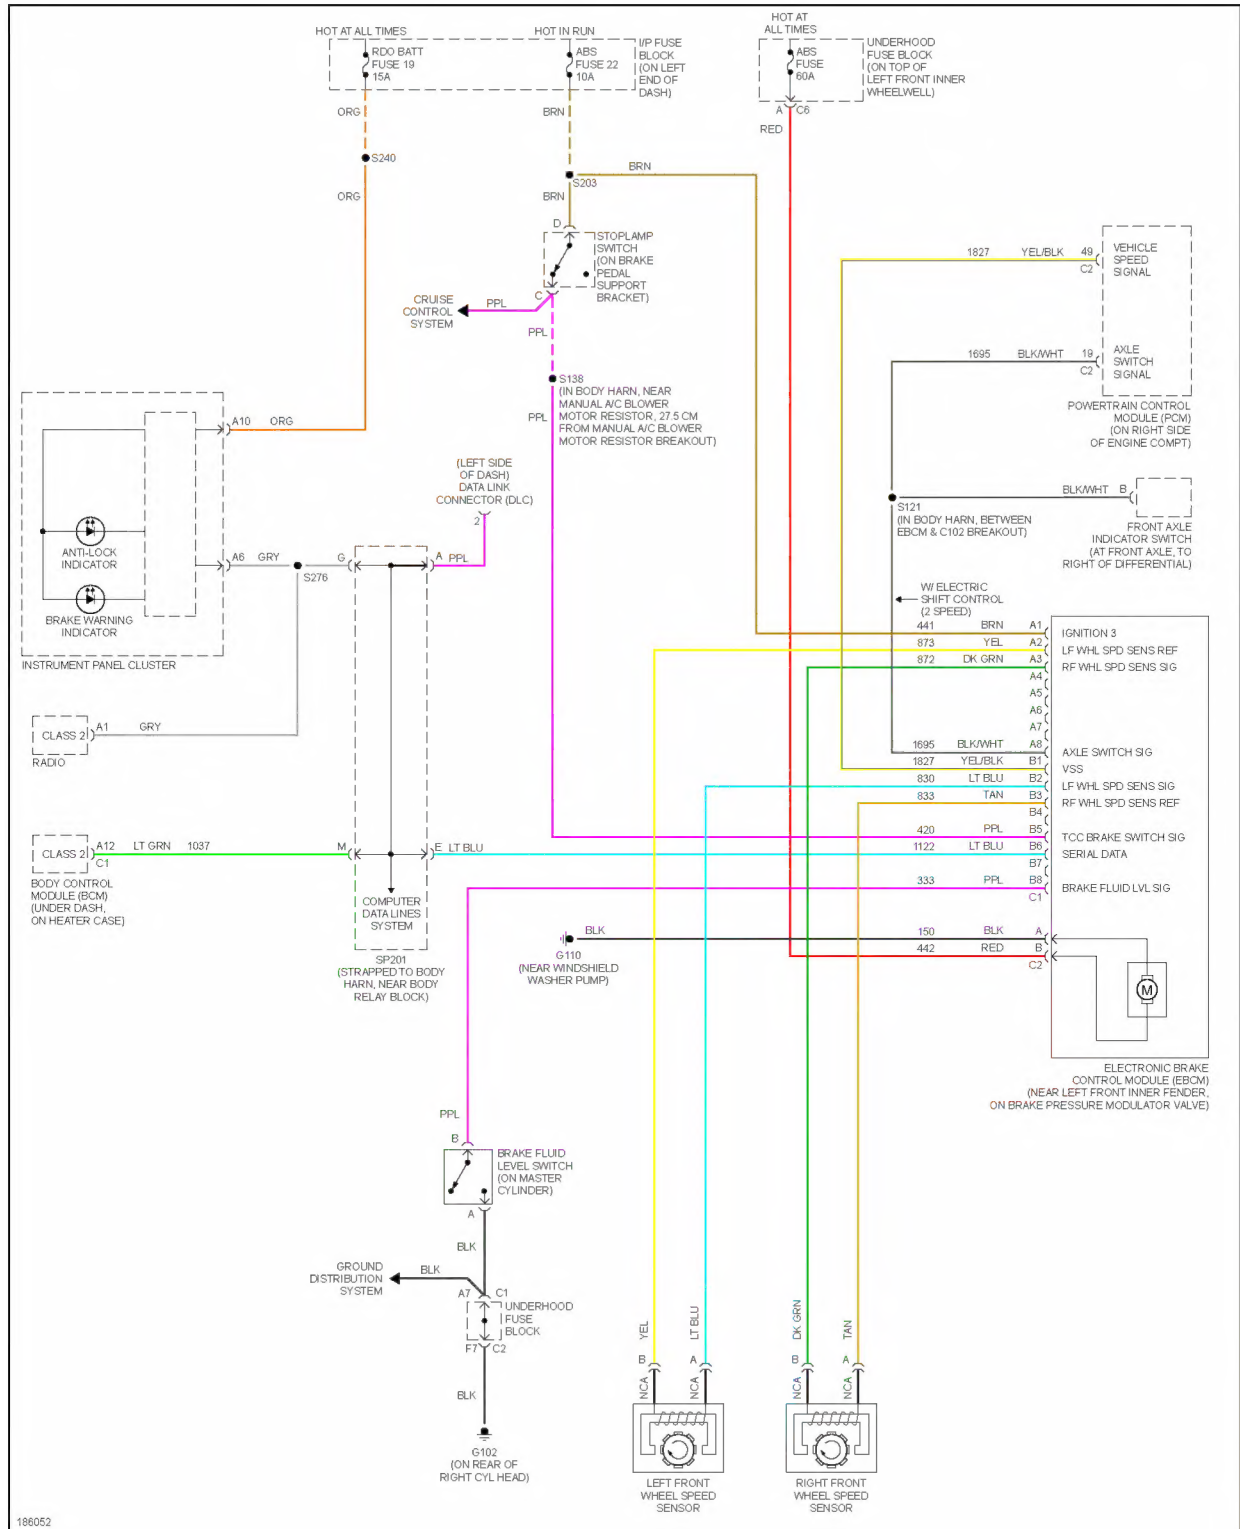 HOT AT ALL TIMES
HOT IN RUN
HOT AT
ALL TIMES
RDO BATT
FUSE 19
15A
ABS
FUSE 22
10A
I/P FUSE
BLOCK
(ON LEFT
END OF
DASH)
ABS
FUSE
60A
UNDERHOOD
FUSE BLOCK
(ON TOP OF
LEFT FRONT INNER
WHEELWELL)
A C6
RED
ORG
BRN
S240
ORG
S203
BRN
BRN
D
STOPLAMP
SWITCH
(ON BRAKE
PEDAL
SUPPORT
BRACKET)
C
CRUISE
CONTROL
SYSTEM
PPL
PPL
S138
(IN BODY HARN, NEAR
MANUAL A/C BLOWER
MOTOR RESISTOR, 27.5 CM
FROM MANUAL A/C BLOWER
MOTOR RESISTOR BREAKOUT)
PPL
1827 YEL/BLK 49
C2
VEHICLE
SPEED
SIGNAL
1695 BLK/WHT 19
C2
AXLE
SWITCH
SIGNAL
POWERTRAIN CONTROL
MODULE (PCM)
(ON RIGHT SIDE
OF ENGINE COMPT)
A10 ORG
(LEFT SIDE
OF DASH)
DATA LINK
CONNECTOR (DLC)
2
BLK/WHT B
S121
(IN BODY HARN, BETWEEN
EBCM & C102 BREAKOUT)
FRONT AXLE
INDICATOR SWITCH
(AT FRONT AXLE, TO
RIGHT OF DIFFERENTIAL)
ANTI-LOCK
INDICATOR
A6 GRY
S276
G
A PPL
BRAKE WARNING
INDICATOR
INSTRUMENT PANEL CLUSTER
W/ ELECTRIC
SHIFT CONTROL
(2 SPEED)
441 BRN A1 IGNITION 3
873 YEL A2 LF WHL SPD SENS REF
872 DK GRN A3 RF WHL SPD SENS SIG
A4
A5
A6
A7
1695 BLK/WHT A8 AXLE SWITCH SIG
1827 YEL/BLK B1 VSS
830 LT BLU B2 LF WHL SPD SENS SIG
833 TAN B3 RF WHL SPD SENS REF
B4
420 PPL B5 TCC BRAKE SWITCH SIG
1122 LT BLU B6 SERIAL DATA
B7
333 PPL B8 BRAKE FLUID LVL SIG
C1
CLASS 2
A1 GRY
RADIO
CLASS 2
A12 LT GRN 1037
C1
M
E LT BLU
BODY CONTROL
MODULE (BCM)
(UNDER DASH,
ON HEATER CASE)
COMPUTER
DATA LINES
SYSTEM
SP201
(STRAPPED TO BODY
HARN, NEAR BODY
RELAY BLOCK)
BLK
G110
(NEAR WINDSHIELD
WASHER PUMP)
150 BLK A
442 RED B
C2
M
ELECTRONIC BRAKE
CONTROL MODULE (EBCM)
(NEAR LEFT FRONT INNER FENDER,
ON BRAKE PRESSURE MODULATOR VALVE)
PPL
B
BRAKE FLUID
LEVEL SWITCH
(ON MASTER
CYLINDER)
A
BLK
GROUND
DISTRIBUTION
SYSTEM
BLK
A7 C1
UNDERHOOD
FUSE
BLOCK
F7 C2
BLK
G102
(ON REAR OF
RIGHT CYL HEAD)
YEL
LT BLU
DK GRN
TAN
B
A
B
A
NCA
NCA
NCA
NCA
LEFT FRONT
WHEEL SPEED
SENSOR
RIGHT FRONT
WHEEL SPEED
SENSOR
186052